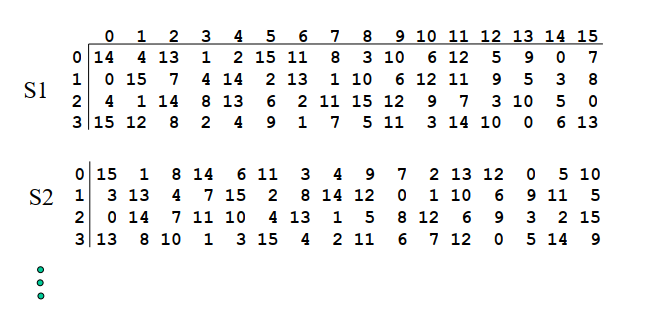 0 1 2 3 4 5 6 7 8 9 10 11 12 13 14 15
0 14 4 13 1 2 15 11 8 3 10 6 12 5 9 0 7
S1 1 0 15 7 4 14 2 13 1 10 6 12 11 9 5 3 8
2 4 1 14 8 13 6 2 11 15 12 9 7 3 10 5 0
3 15 12 8 2 4 9 1 7 5 11 3 14 10 0 6 13
0 15 1 8 14 6 11 3 4 9 7 2 13 12 0 5 10
S2 1 3 13 4 7 15 2 8 14 12 0 1 10 6 9 11 5
2 0 14 7 11 10 4 13 1 5 8 12 6 9 3 2 15
3 13 8 10 1 3 15 4 2 11 6 7 12 0 5 14 9